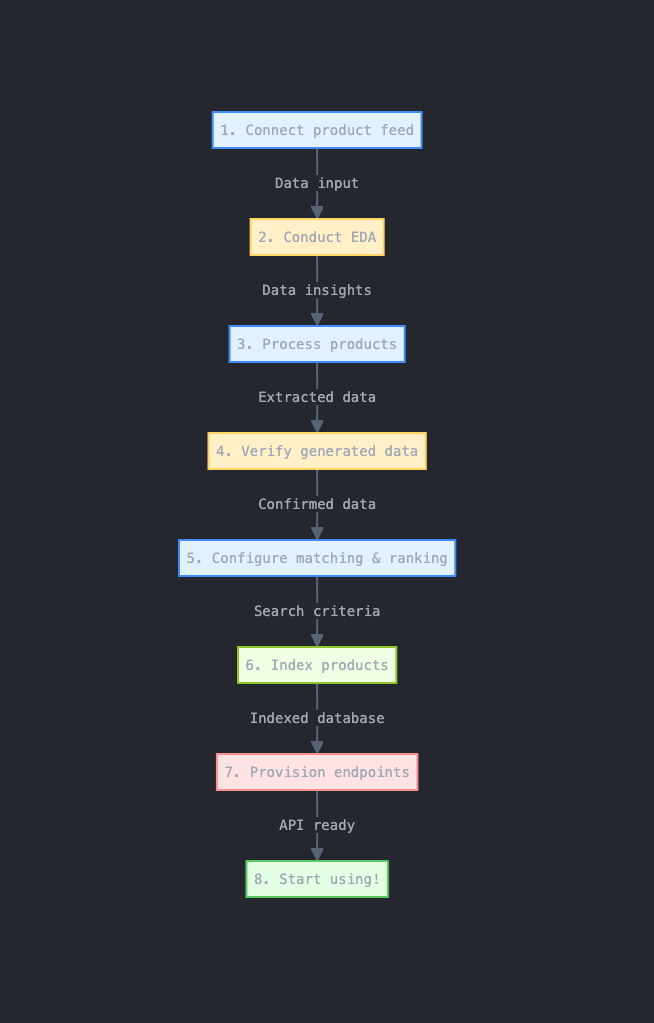 1. Connect product feed
Data input
2. Conduct EDA
Data insights
3. Process products
Extracted data
4. Verify generated data
Confirmed data
5. Configure matching & ranking
Search criteria
6. Index products
Indexed database
7. Provision endpoints
API ready
8. Start using!